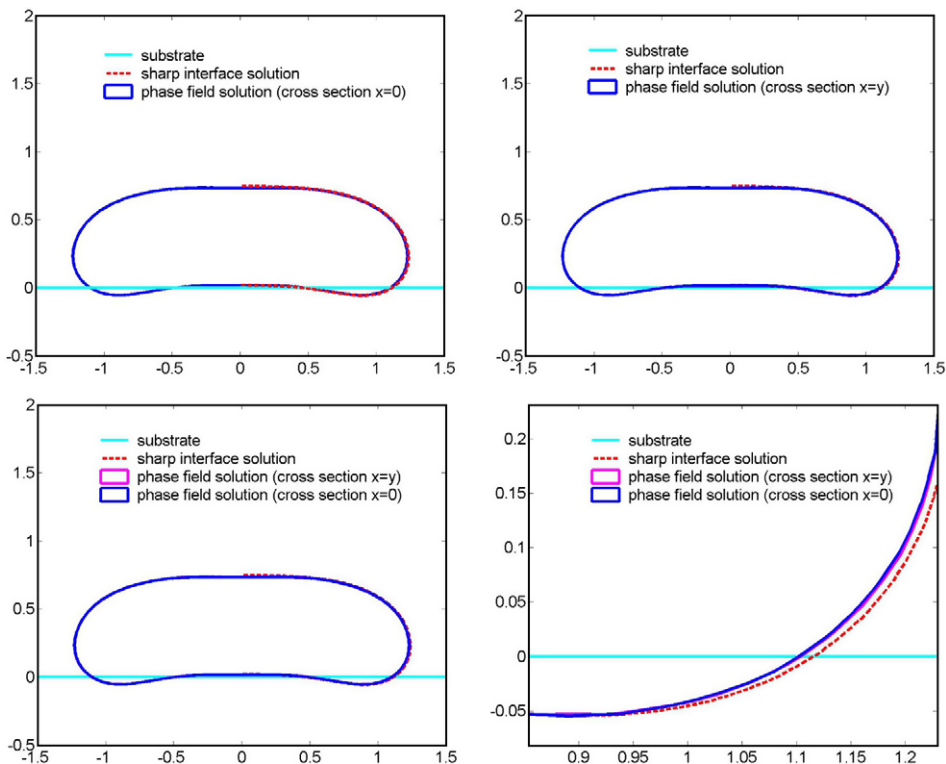 2
substrate
sharp interface solution
phase field solution (cross section x=0)
1.5
1
0.5
0
-0.5
-1.5 -1 -0.5 0 0.5 1 1.5
2
substrate
sharp interface solution
phase field solution (cross section x=y)
1.5
1
0.5
0
-0.5
-1.5 -1 -0.5 0 0.5 1 1.5
2
substrate
sharp interface solution
phase field solution (cross section x=y)
phase field solution (cross section x=0)
1.5
1
0.5
0
-0.5
-1.5 -1 -0.5 0 0.5 1 1.5
substrate
sharp interface solution
phase field solution (cross section x=y)
phase field solution (cross section x=0)
0.2
0.15
0.1
0.05
0
-0.05
0.9 0.95 1 1.05 1.1 1.15 1.2